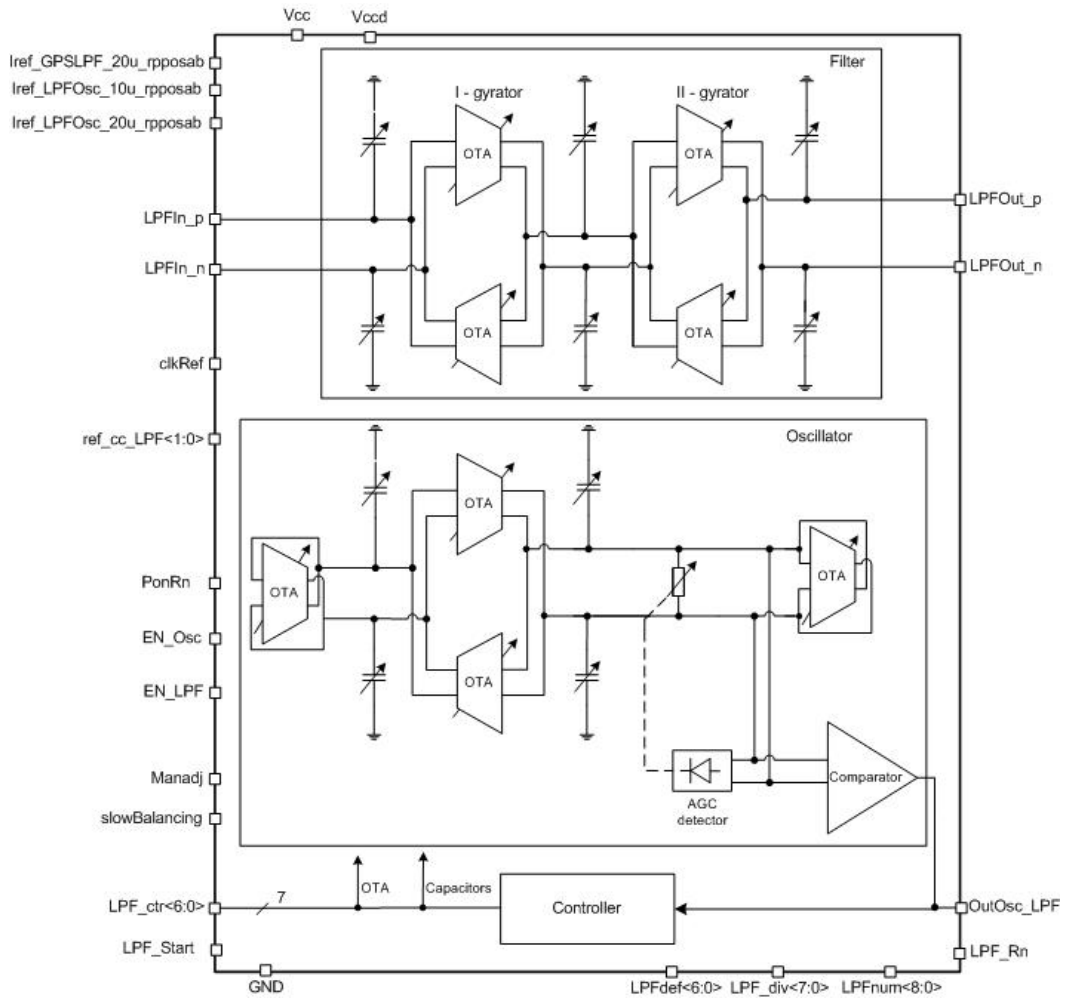 Vcc
Vccd
Iref_GPSLPF_20u_rpposab
Iref_LPFOsc_10u_rpposab
Iref_LPFOsc_20u_rpposab
Filter
I - gyrator
II - gyrator
OTA
OTA
LPFIn_p
LPFOut_p
LPFIn_n
LPFOut_n
OTA
OTA
clkRef
ref_cc_LPF<1:0>
Oscillator
OTA
OTA
OTA
PonRn
EN_Osc
EN_LPF
OTA
Manadj
Comparator
AGC
detector
slowBalancing
OTA
Capacitors
7
LPF_ctr<6:0>
Controller
OutOsc_LPF
LPF_Start
LPF_Rn
GND
LPFdef<6:0>
LPF_div<7:0>
LPFnum<8:0>